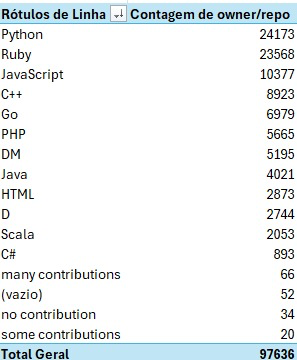 Rótulos de Linha Contagem de owner/repo
Python 24173
Ruby 23568
JavaScript 10377
C++ 8923
Go 6979
PHP 5665
DM 5195
Java 4021
HTML 2873
D 2744
Scala 2053
C# 893
many contributions 66
(vazio) 52
no contribution 34
some contributions 20
Total Geral 97636